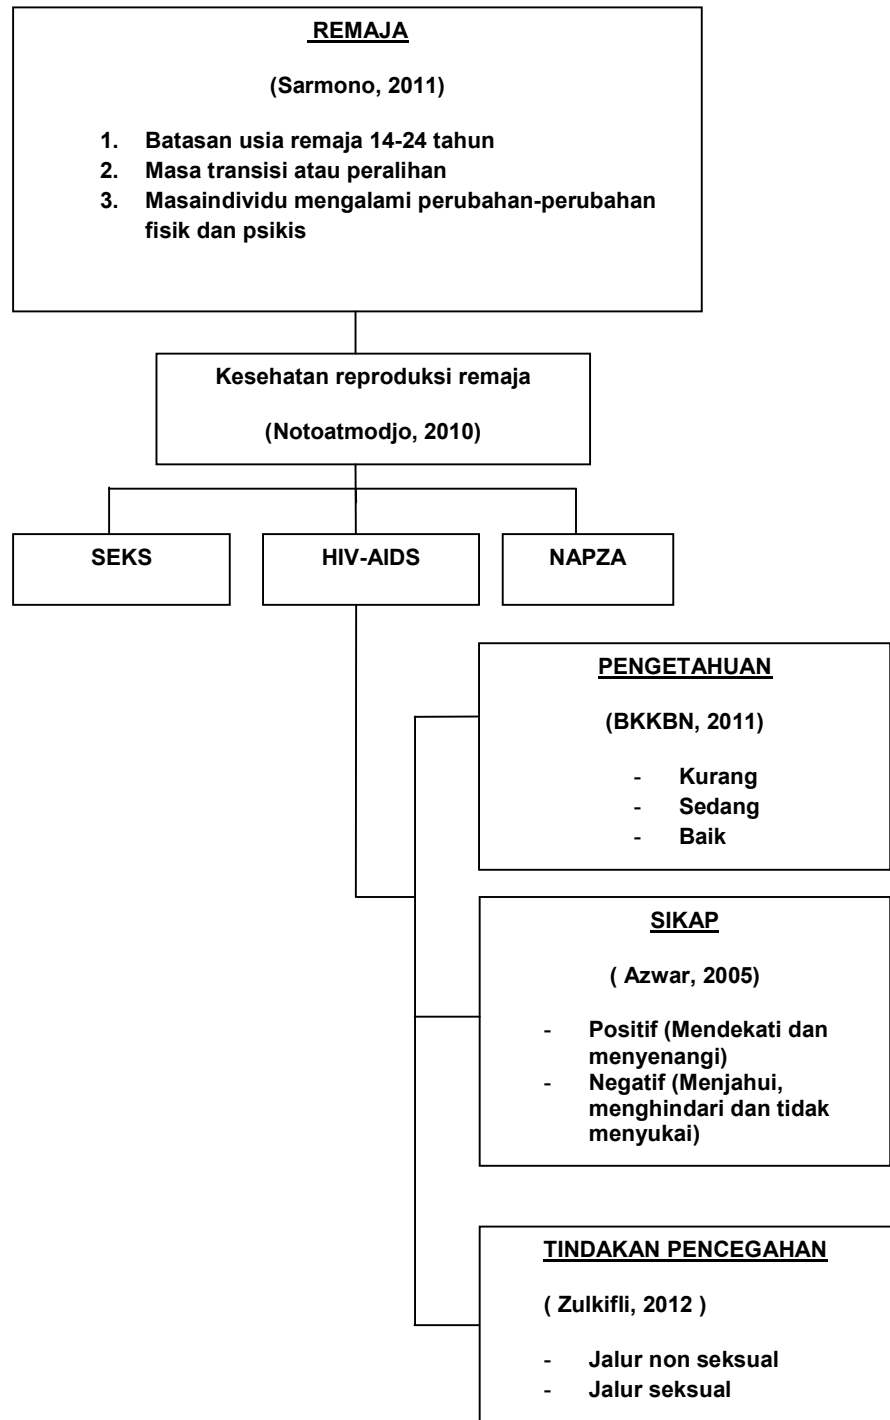 REMAJA
(Sarmono, 2011)
1. Batasan usia remaja 14-24 tahun
2. Masa transisi atau peralihan
3. Masaindividu mengalami perubahan-perubahan
fisik dan psikis
Kesehatan reproduksi remaja
(Notoatmodjo, 2010)
SEKS
HIV-AIDS
NAPZA
PENGETAHUAN
(BKKBN, 2011)
- Kurang
- Sedang
- Baik
SIKAP
( Azwar, 2005)
- Positif (Mendekati dan
menyenangi)
- Negatif (Menjahui,
menghindari dan tidak
menyukai)
TINDAKAN PENCEGAHAN
( Zulkifli, 2012 )
- Jalur non seksual
- Jalur seksual